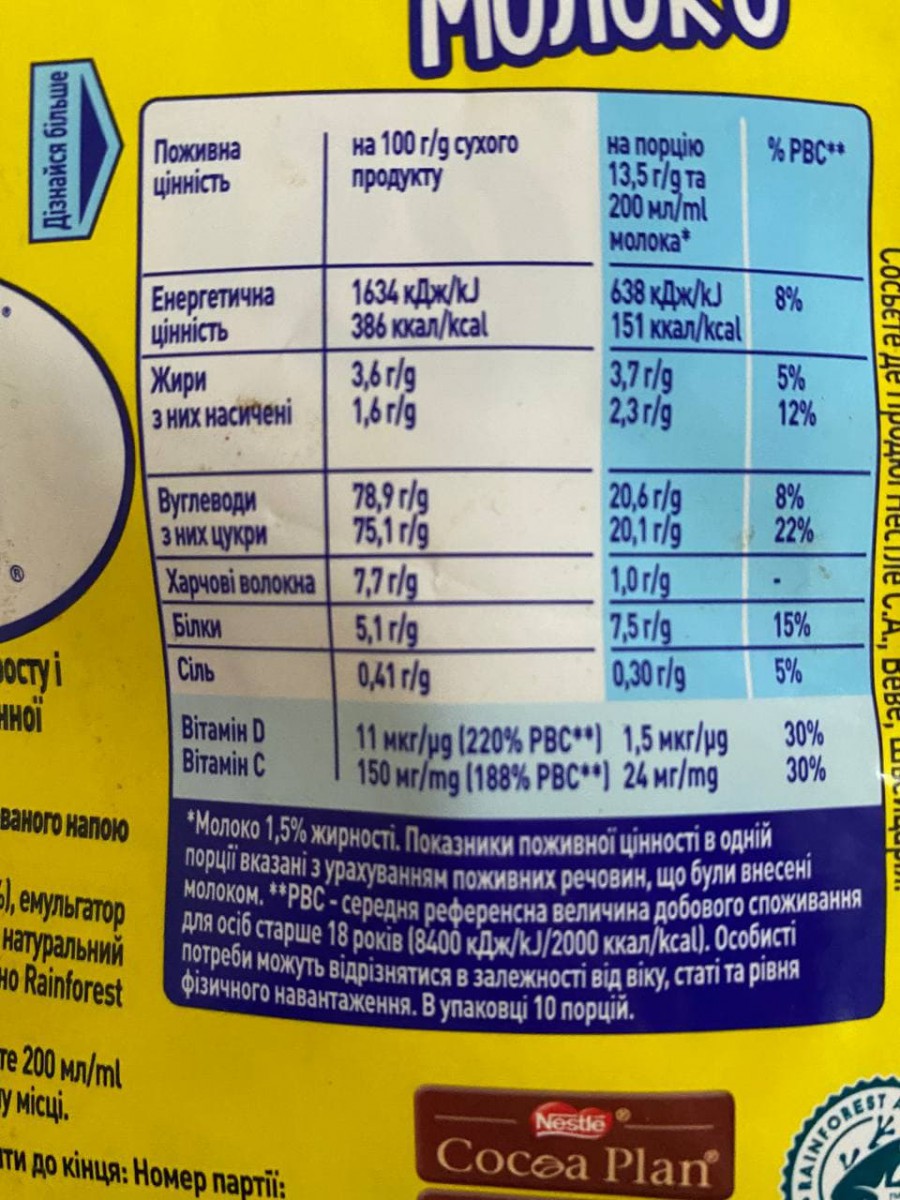 МОЛОКО
Дізнайся більше
Поживна цінність
на 100 г/g сухого продукту
на порцію 13,5 г/g та 200 мл/ml молока*
% РВС**
Енергетична цінність
1634 кДж/kJ 638 кДж/kJ 8%
386 ккал/kcal 151 ккал/kcal
Жири 3,6 г/g 3,7 г/g 5%
з них насичені 1,6 г/g 2,3 г/g 12%
Вуглеводи 78,9 г/g 20,6 г/g 8%
з них цукри 75,1 г/g 20,1 г/g 22%
Харчові волокна 7,7 г/g 1,0 г/g -
Білки 5,1 г/g 7,5 г/g 15%
Сіль 0,41 г/g 0,30 г/g 5%
Вітамін D 11 мкг/µg (220% РВС**) 1,5 мкг/µg 30%
Вітамін С 150 мг/mg (188% РВС**) 24 мг/mg 30%
*Молоко 1,5% жирності. Показники поживної цінності в одній
порції вказані з урахуванням поживних речовин, що були внесені
молоком. **РВС - середня референсна величина добового споживання
для осіб старше 18 років (8400 кДж/kJ/2000 ккал/kcal). Особисті
потреби можуть відрізнятися в залежності від віку, статі та рівня
фізичного навантаження. В упаковці 10 порцій.
напою
емульгатор
натуральний
Rainforest
200 мл/ml
місці.
до кінця: Номер партії:
Nestlé®
Cocoa Plan®
RAINFOREST